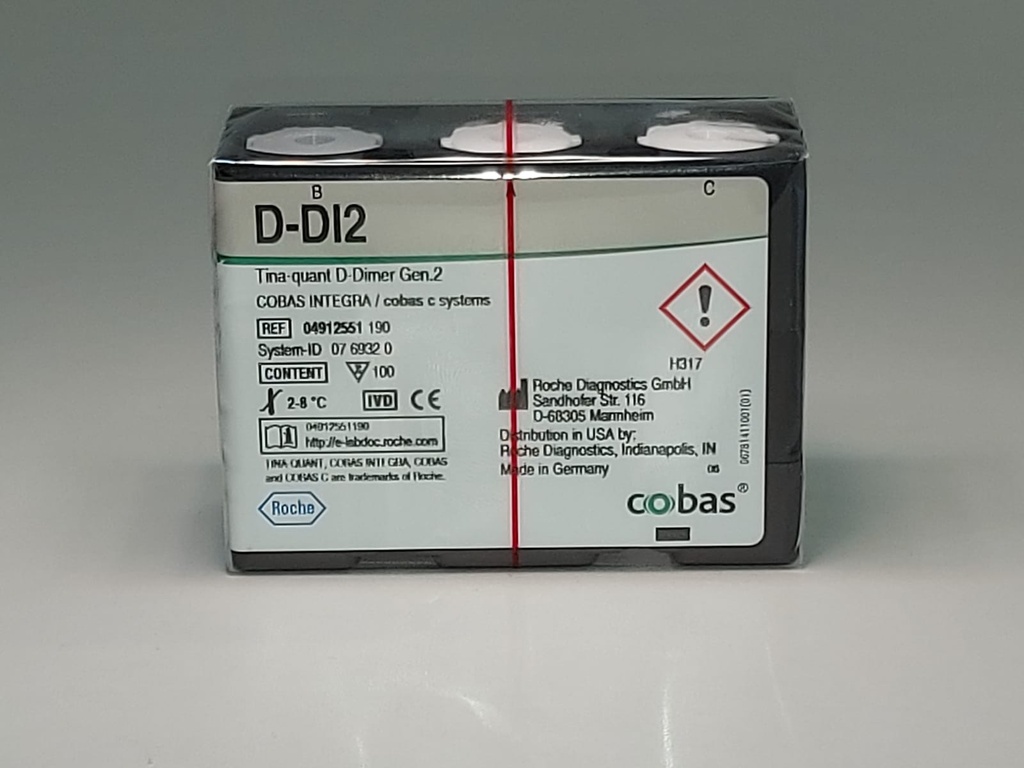 B
C
D-DI2
Tina-quant D-Dimer Gen.2
COBAS INTEGRA / cobas c systems
REF 04912551 190
System-ID 07 6932 0
CONTENT 100
2-8 °C IVD CE
04912551190
http://e-labdoc.roche.com
TINA-QUANT, COBAS INTEGRA, COBAS
and COBAS C are trademarks of Roche.
Roche
H317
Roche Diagnostics GmbH
Sandhofer Str. 116
D-68305 Mannheim
Distribution in USA by:
Roche Diagnostics, Indianapolis, IN
Made in Germany
cobas®